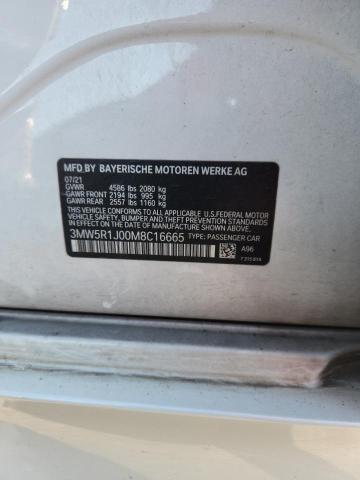 MFD BY BAYERISCHE MOTOREN WERKE AG
07/21
GVWR 4586 lbs 2080 kg
GAWR FRONT 2194 lbs 995 kg
GAWR REAR 2557 lbs 1160 kg
THIS VEHICLE CONFORMS TO ALL APPLICABLE U.S.FEDERAL MOTOR
VEHICLE SAFETY, BUMPER AND THEFT PREVENTION STANDARDS
IN EFFECT ON THE DATE OF MANUFACTURE SHOWN ABOVE.
3MW5R1J00M8C16665 TYPE: PASSENGER CAR
A96